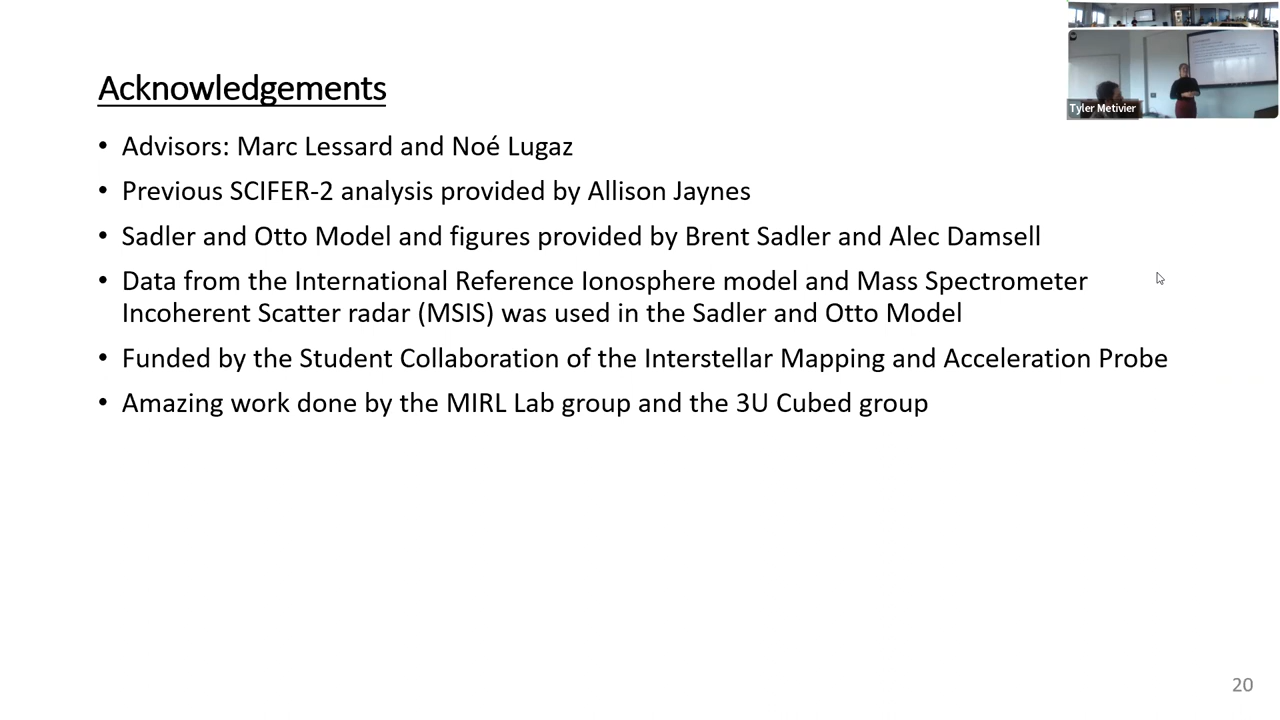 Acknowledgements
• Advisors: Marc Lessard and Noé Lugaz
• Previous SCIFER-2 analysis provided by Allison Jaynes
• Sadler and Otto Model and figures provided by Brent Sadler and Alec Damsell
• Data from the International Reference Ionosphere model and Mass Spectrometer
Incoherent Scatter radar (MSIS) was used in the Sadler and Otto Model
• Funded by the Student Collaboration of the Interstellar Mapping and Acceleration Probe
• Amazing work done by the MIRL Lab group and the 3U Cubed group
Tyler Metivier
20